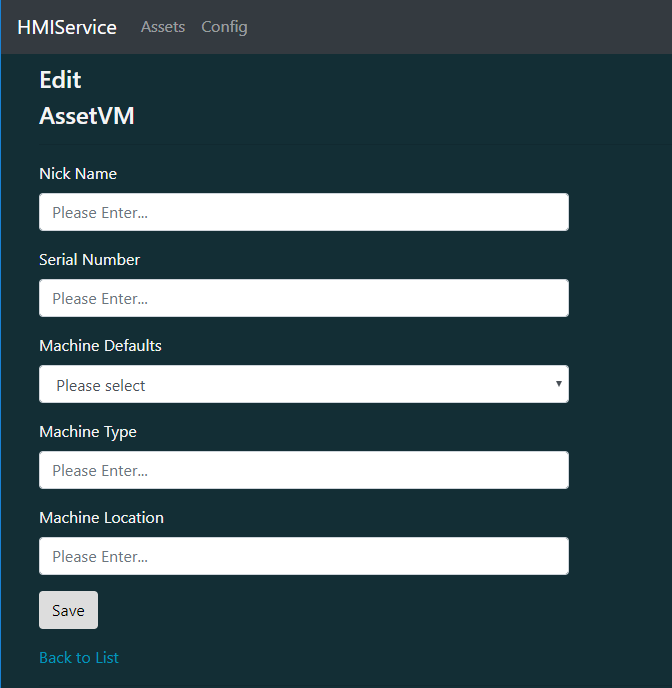 HMIService Assets Config
Edit
AssetVM
Nick Name
Please Enter...
Serial Number
Please Enter...
Machine Defaults
Please select
Machine Type
Please Enter...
Machine Location
Please Enter...
Save
Back to List